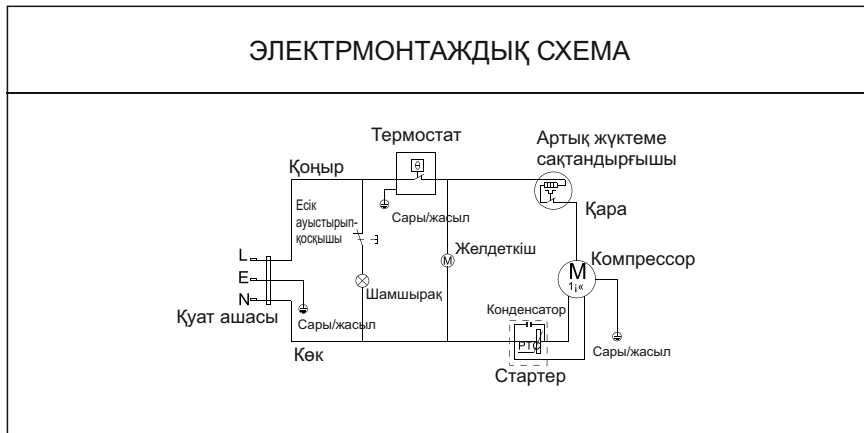 ЭЛЕКТРМОНТАЖДЫҚ СХЕМА
Термостат
Артық жүктеме
сақтандырғышы
Қоңыр
θ
Есік
ауыстырып-
қосқышы
Сары/жасыл
Қара
L
E
N
Желдеткіш
M
Компрессор
M
1¡«
Шамшырақ
Қуат ашасы
Сары/жасыл
Конденсатор
Сары/жасыл
Көк
PTC
Стартер